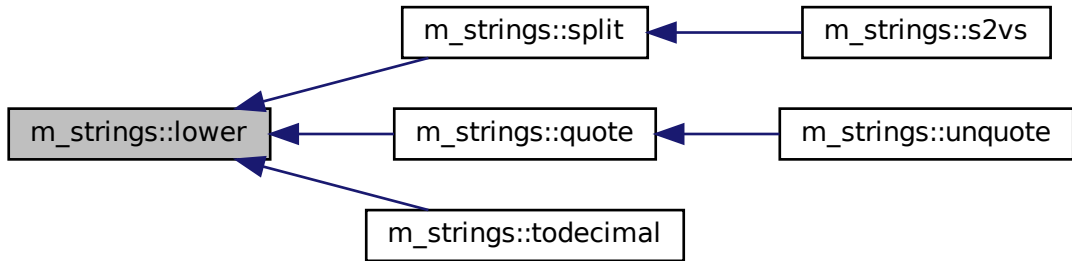 m_strings::split
m_strings::s2vs
m_strings::lower
m_strings::quote
m_strings::unquote
m_strings::todecimal